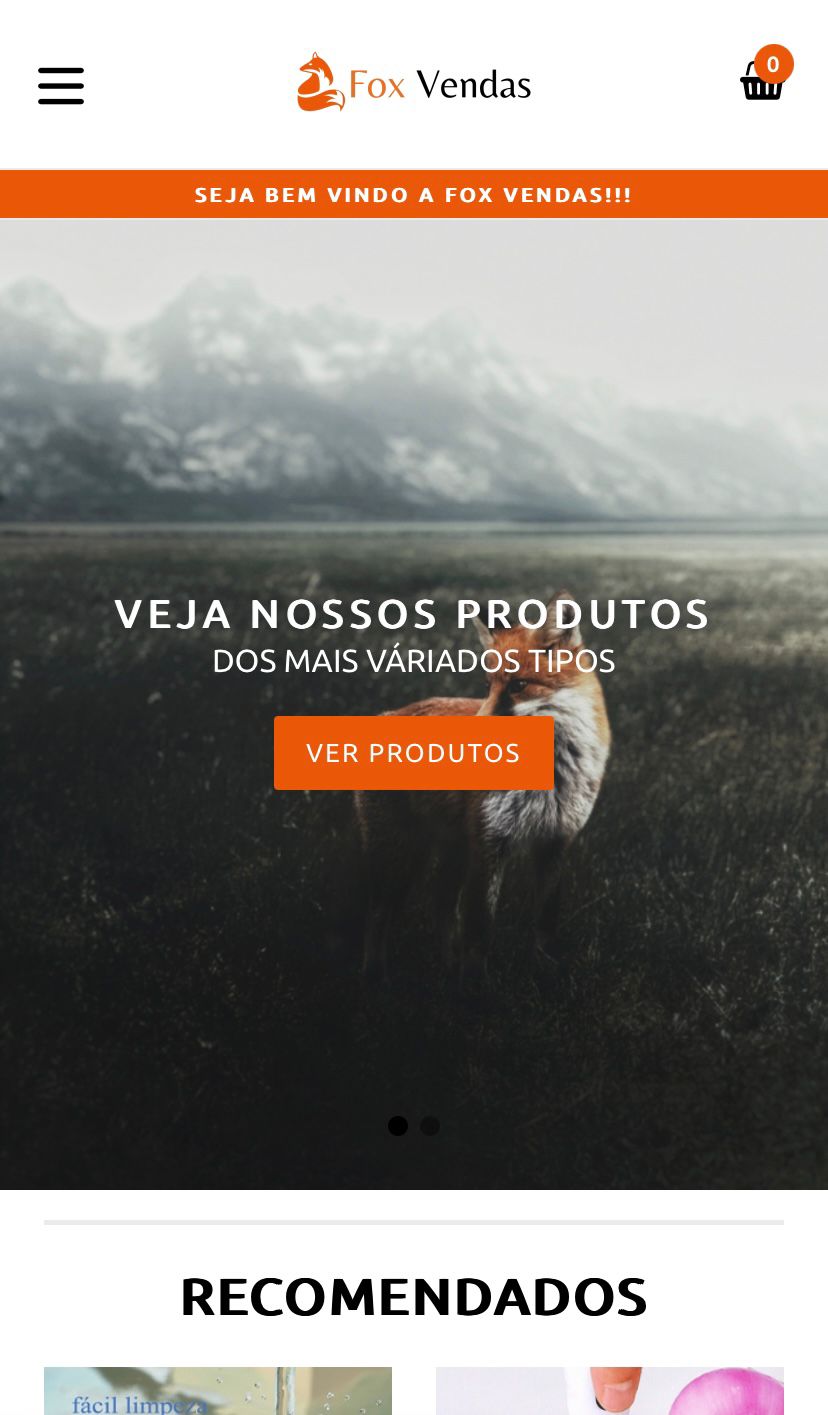 Fox Vendas
0
SEJA BEM VINDO A FOX VENDAS!!!
VEJA NOSSOS PRODUTOS
DOS MAIS VÁRIADOS TIPOS
VER PRODUTOS
RECOMENDADOS
fácil limpeza